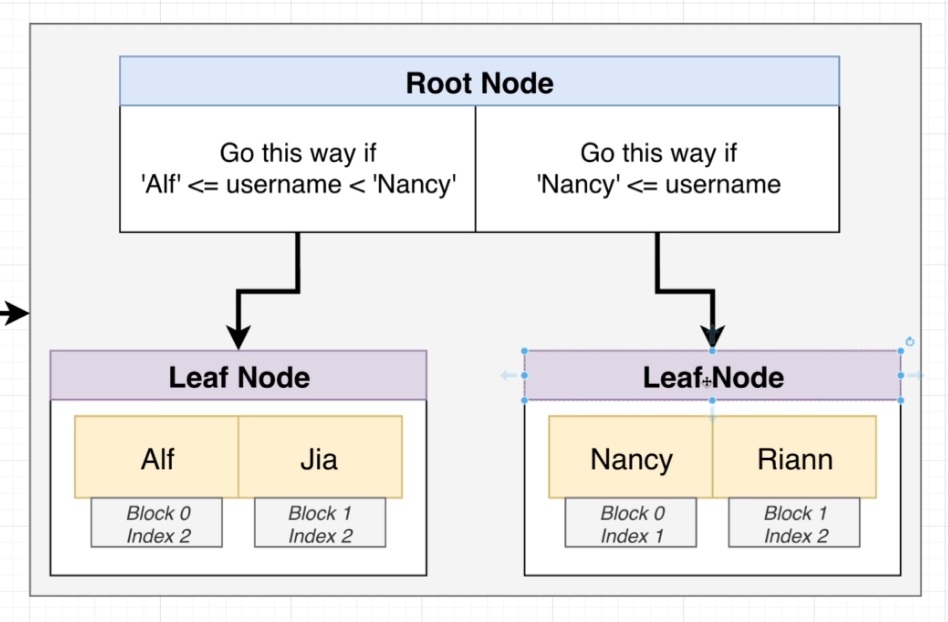 Root Node
Go this way if
'Alf' <= username < 'Nancy'
Go this way if
'Nancy' <= username
Leaf Node
Alf
Jia
Block 0
Index 2
Block 1
Index 2
Leaf Node
Nancy
Riann
Block 0
Index 1
Block 1
Index 2